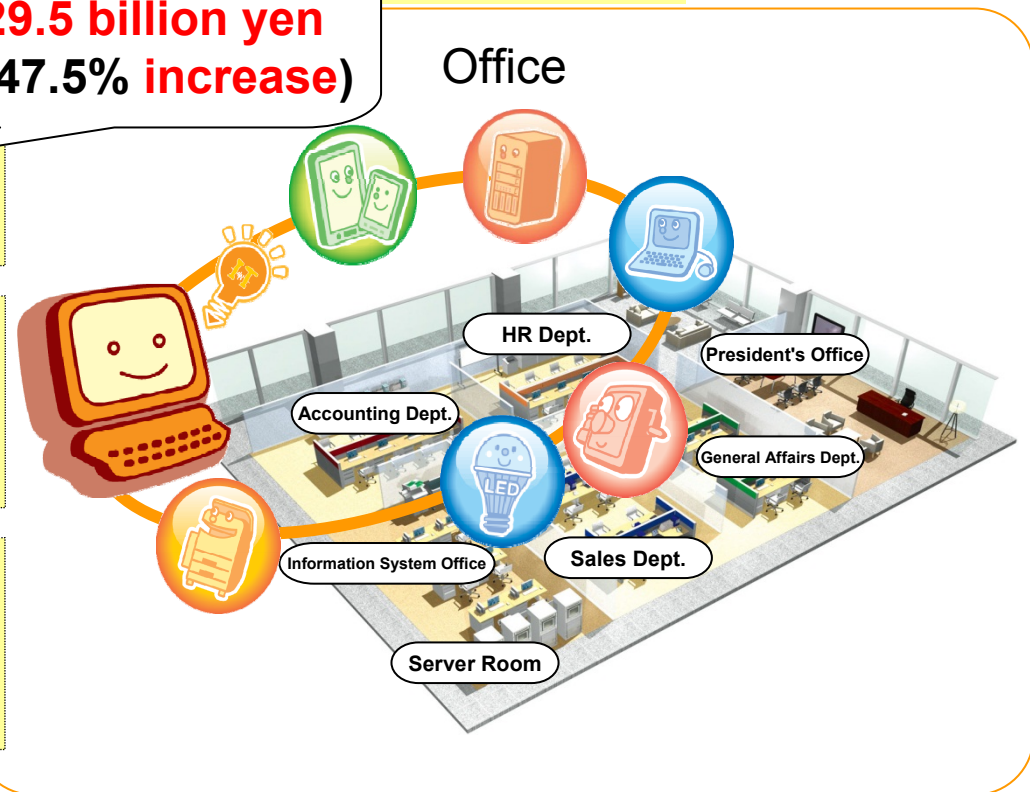 29.5 billion yen
47.5% increase)
Office
HR Dept.
President's Office
Accounting Dept.
General Affairs Dept.
LED
Information System Office
Sales Dept.
Server Room